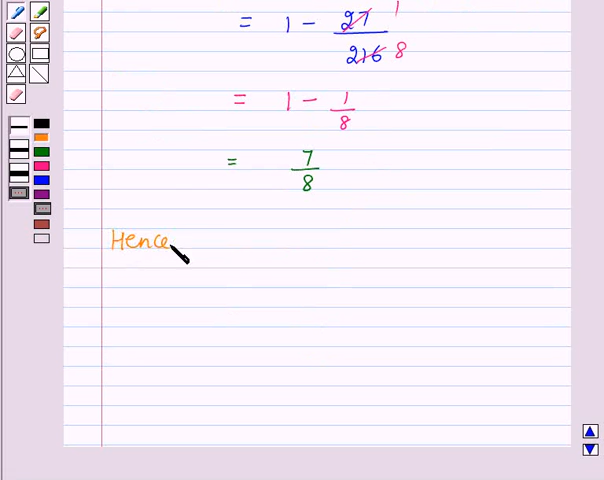 = 1 - 27/216 1 8
= 1 - 1/8
= 7/8
Hence